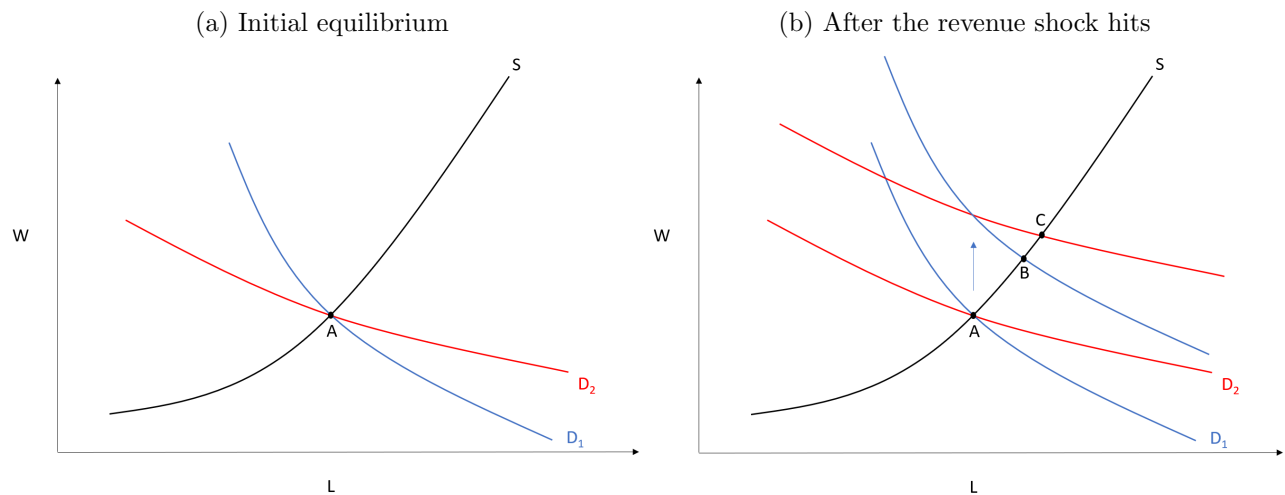 (a) Initial equilibrium
S
W
A
D₂
D₁
L
(b) After the revenue shock hits
S
W
C
B
A
D₂
D₁
L